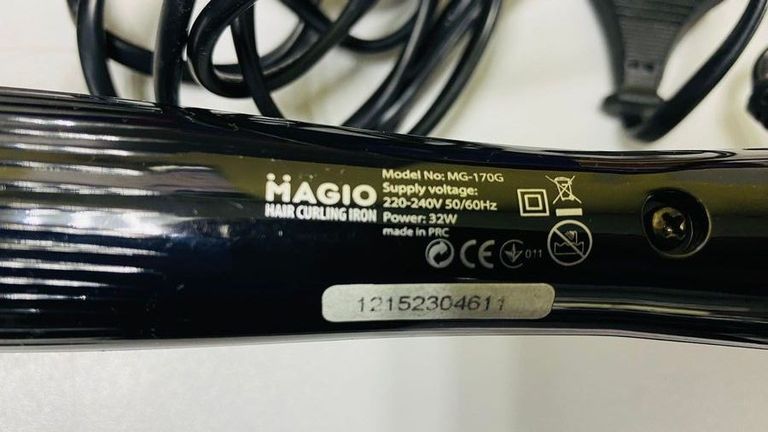 MAGIO
HAIR CURLING IRON
Model No: MG-170G
Supply voltage:
220-240V 50/60Hz
Power: 32W
made in PRC
CE
011
12152304611